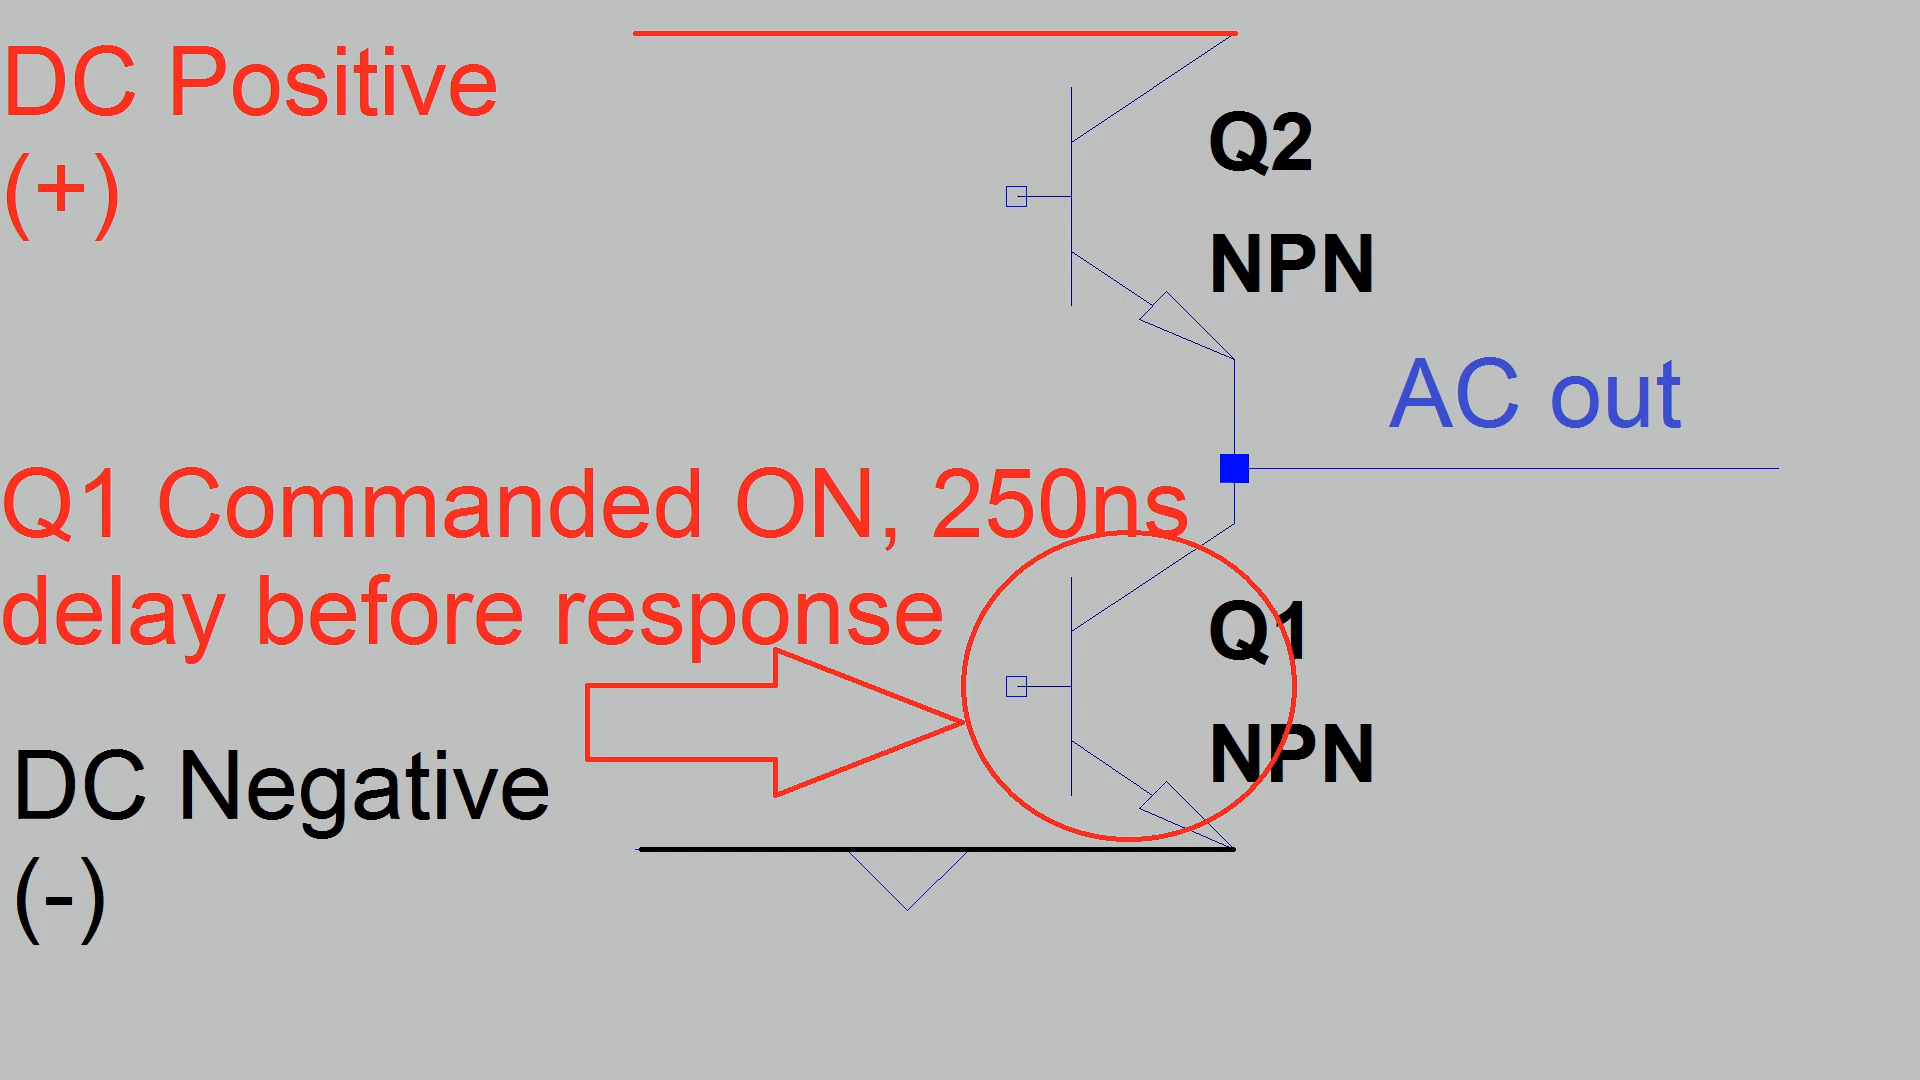 DC Positive
(+)
Q2
NPN
AC out
Q1 Commanded ON, 250ns
delay before response
Q1
NPN
DC Negative
(-)